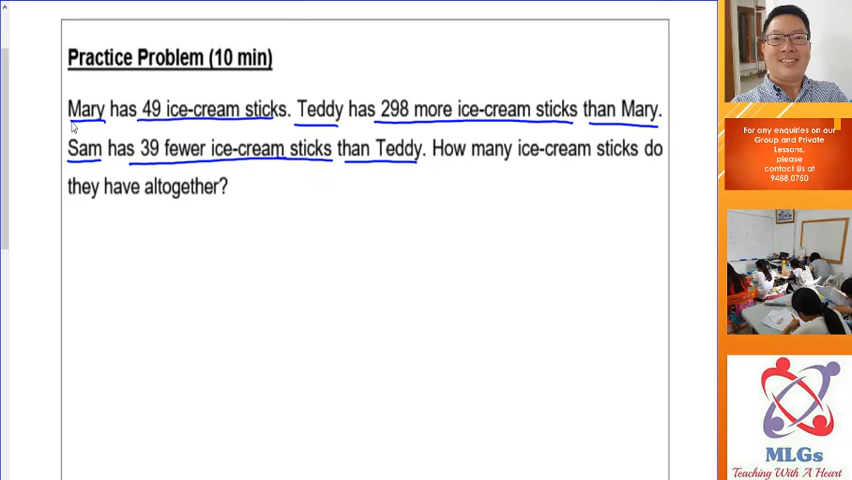 Practice Problem (10 min)
Mary has 49 ice-cream sticks. Teddy has 298 more ice-cream sticks than Mary.
Sam has 39 fewer ice-cream sticks than Teddy. How many ice-cream sticks do
they have altogether?
For any enquiries on our
Group and Private
Lessons,
please
contact Us at
9488 0750
MLGs
Teaching With A Heart